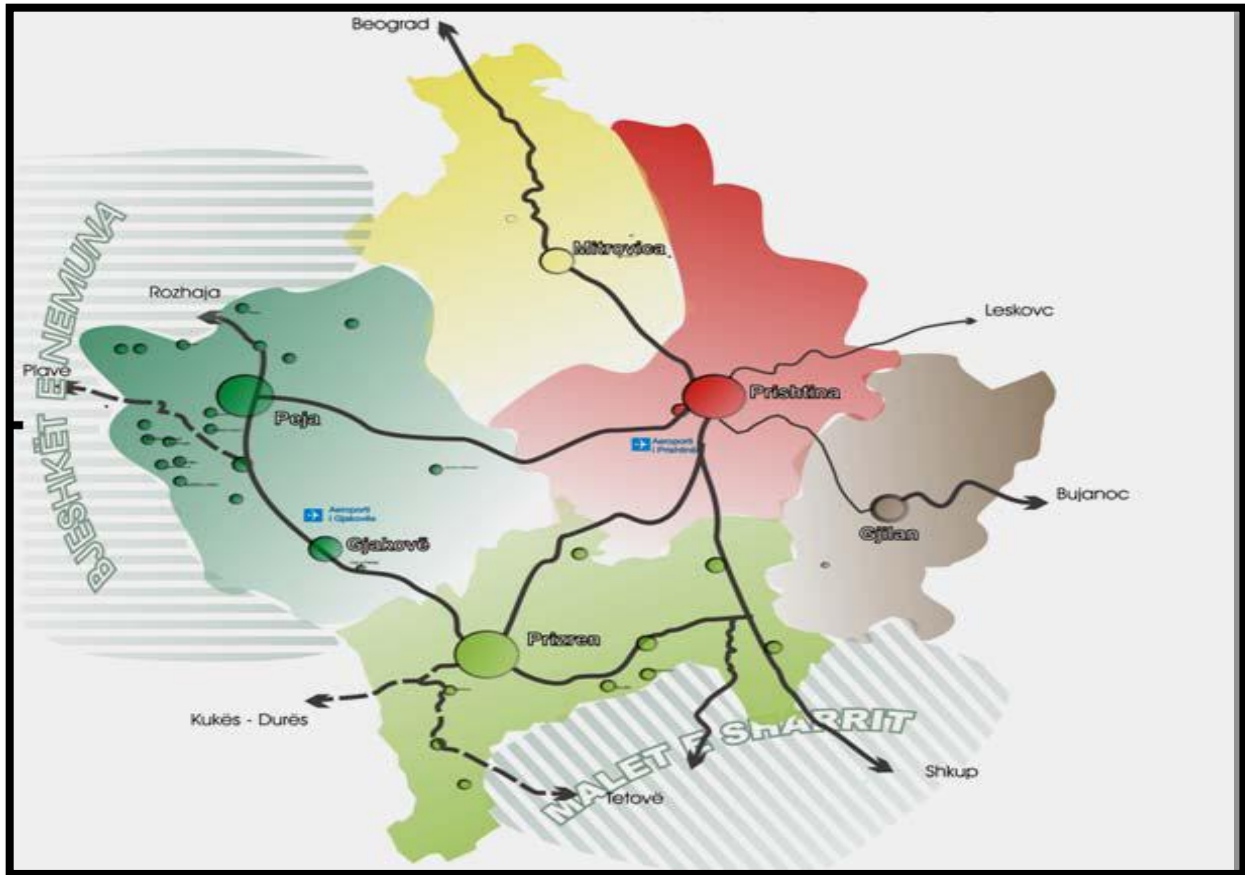 Beograd
Mitrovica
Rozhaja
Leskovc
BJESHKËT E NEMUNA
Plavë
Peja
Prishtina
Aeroporti
i Prishtinës
Bujanoc
Gjilan
Aeroporti
i Gjakovës
Gjakovë
Prizren
Kukës - Durës
MALET E SHARRIT
Shkup
Tetovë